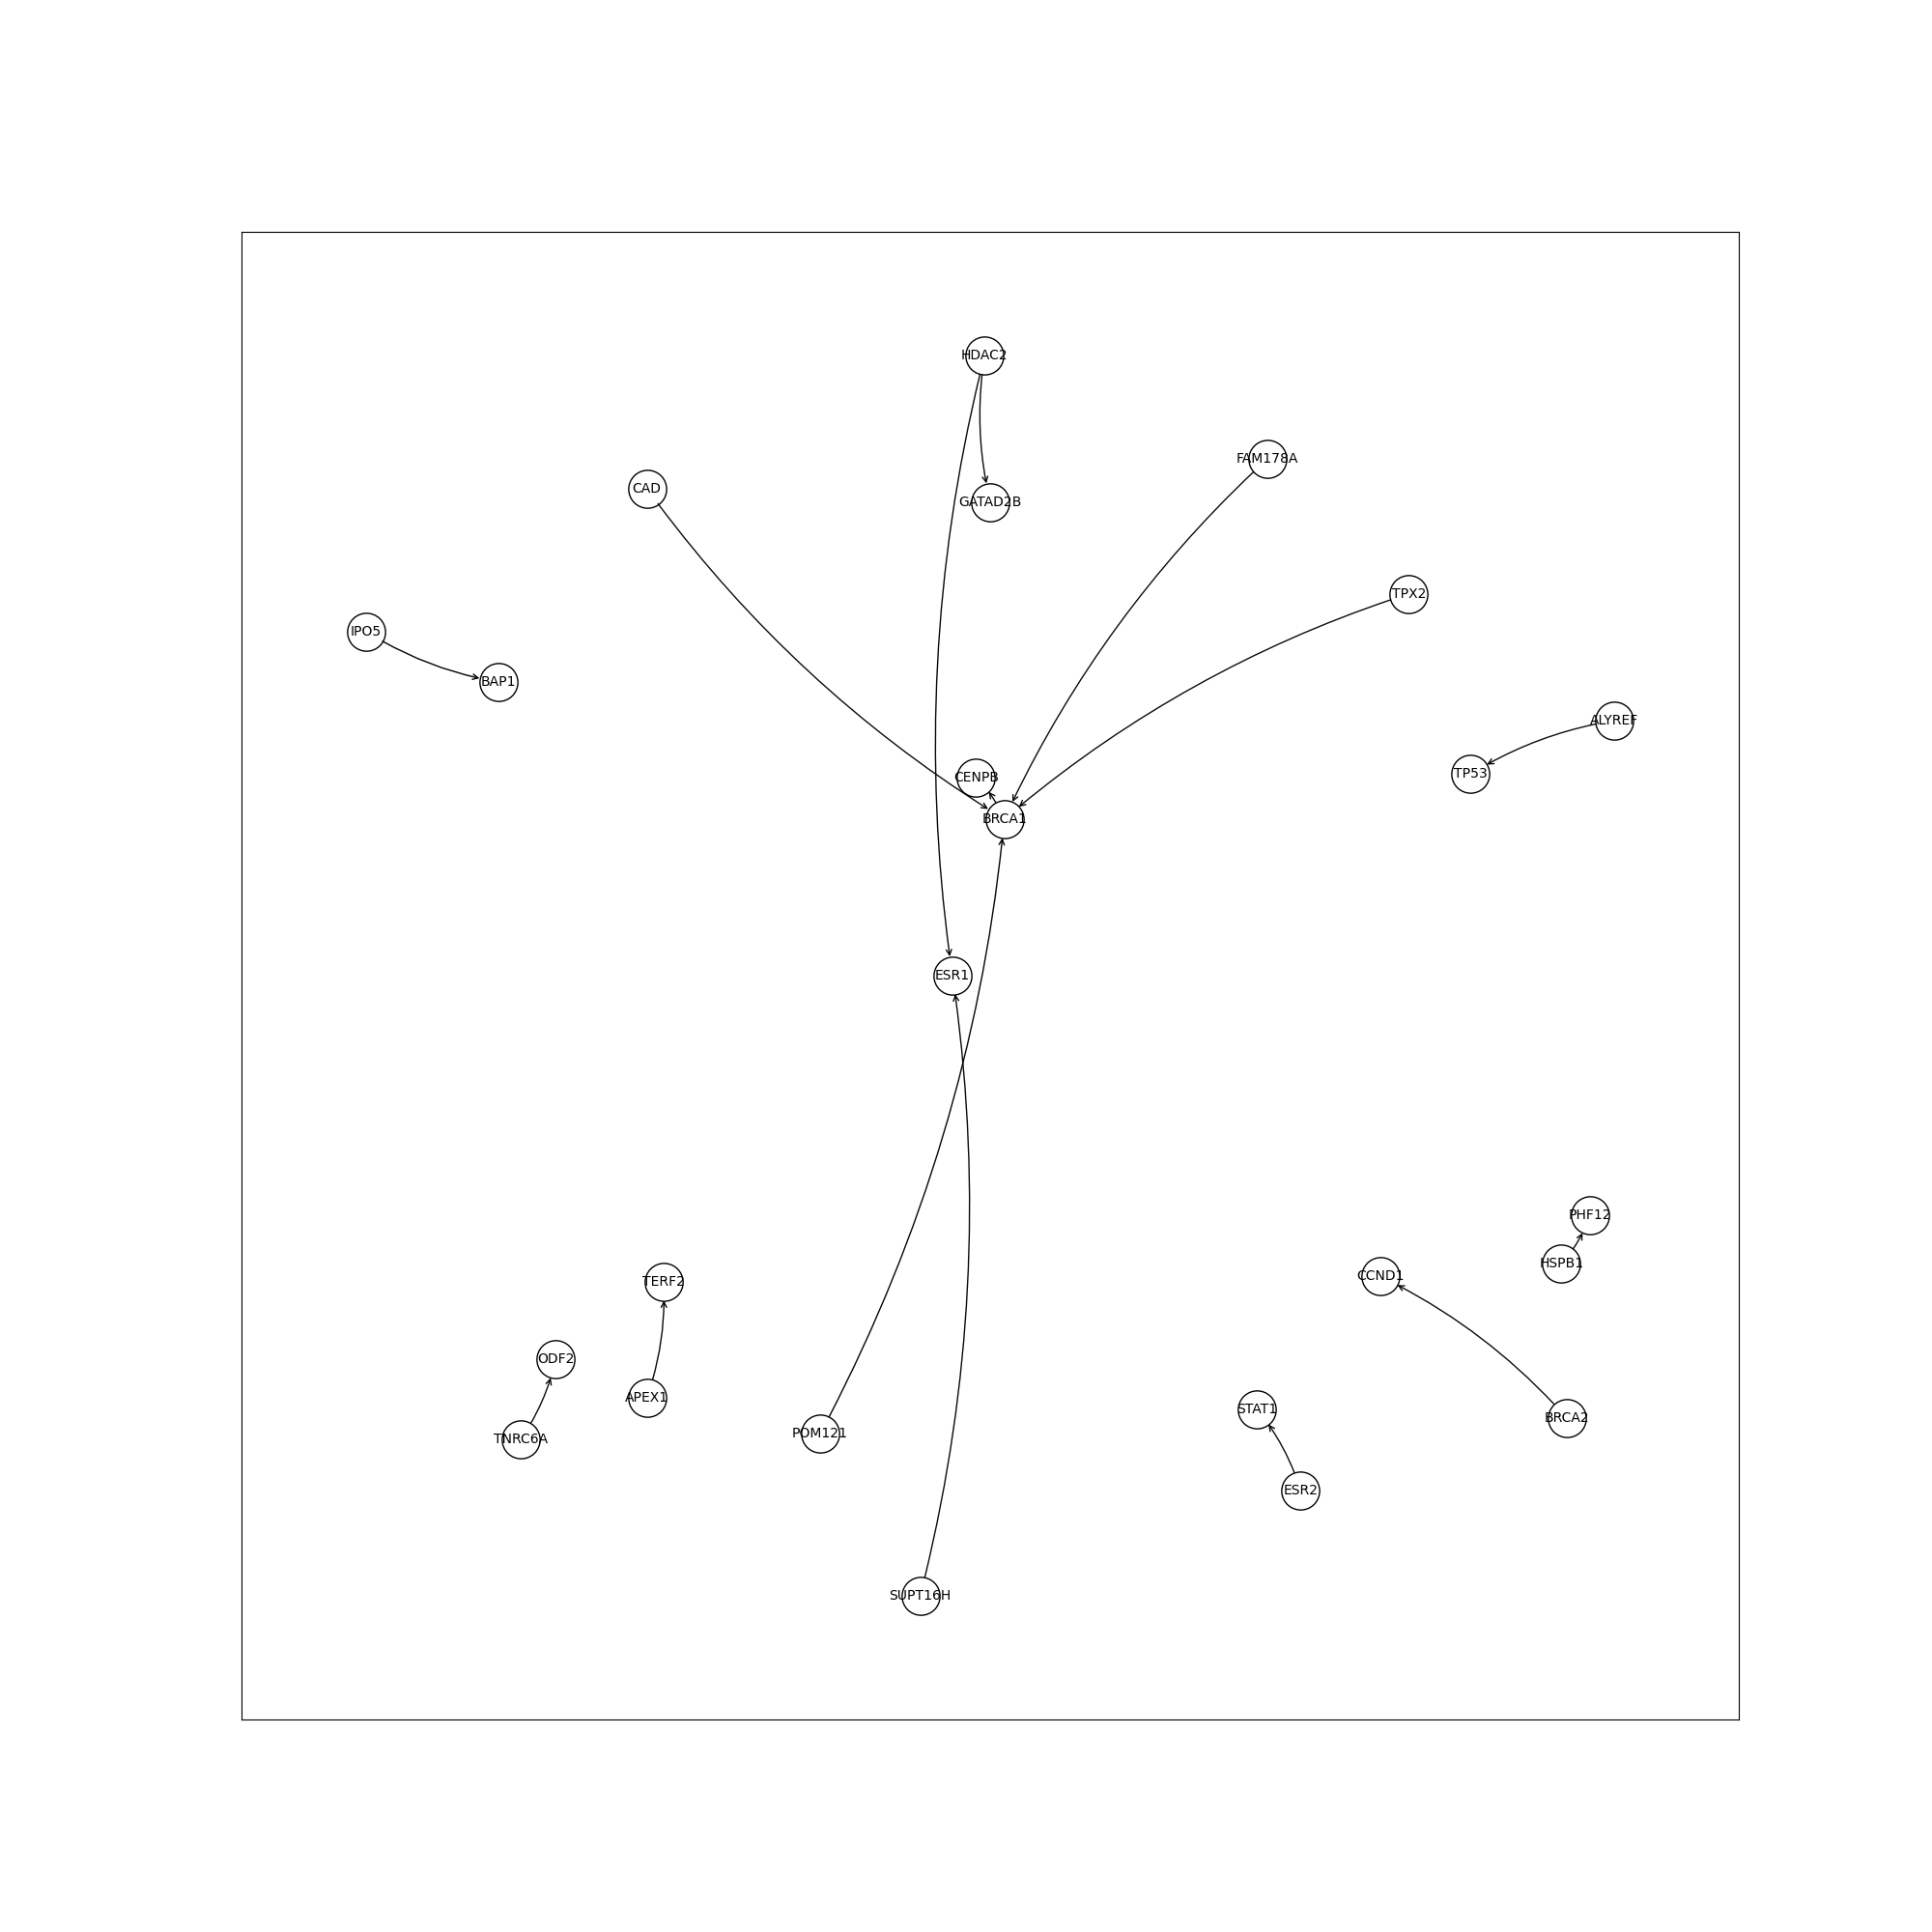 HDAC2
FAM178A
CAD
GATAD2B
TPX2
IPO5
BAP1
ALYREF
TP53
CENPB
BRCA1
ESR1
PHF12
HSPB1
CCND1
TERF2
ODF2
APEX1
STAT1
BRCA2
POM121
TNRC6A
ESR2
SUPT16H